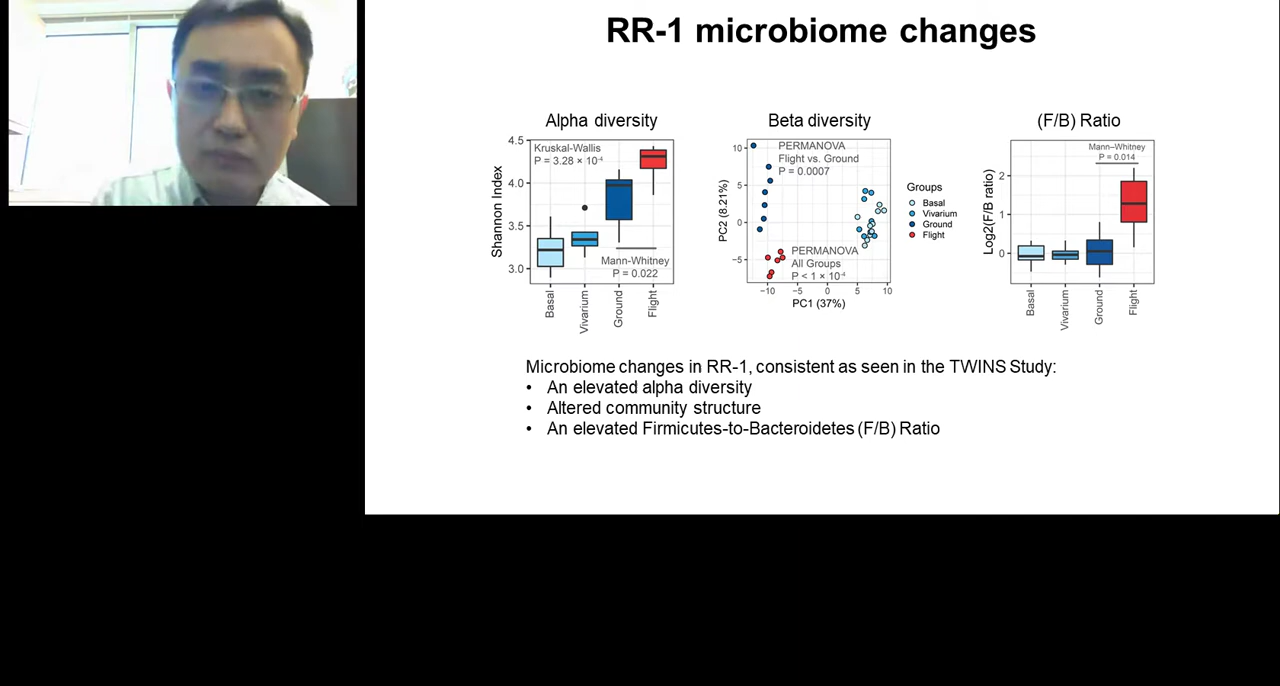 RR-1 microbiome changes
Alpha diversity
Kruskal-Wallis
P = 3.28 × 10⁻⁴
Shannon Index
4.5
4.0
3.5
3.0
Mann-Whitney
P = 0.022
Basal
Vivarium
Ground
Flight
Beta diversity
PERMANOVA
Flight vs. Ground
P = 0.0007
PC2 (8.21%)
10
5
0
−5
PERMANOVA
All Groups
P < 1 × 10⁻⁴
−10
−5
0
5
10
PC1 (37%)
Groups
Basal
Vivarium
Ground
Flight
(F/B) Ratio
Mann–Whitney
P = 0.014
Log2(F/B ratio)
2
1
0
Basal
Vivarium
Ground
Flight
Microbiome changes in RR-1, consistent as seen in the TWINS Study:
• An elevated alpha diversity
• Altered community structure
• An elevated Firmicutes-to-Bacteroidetes (F/B) Ratio